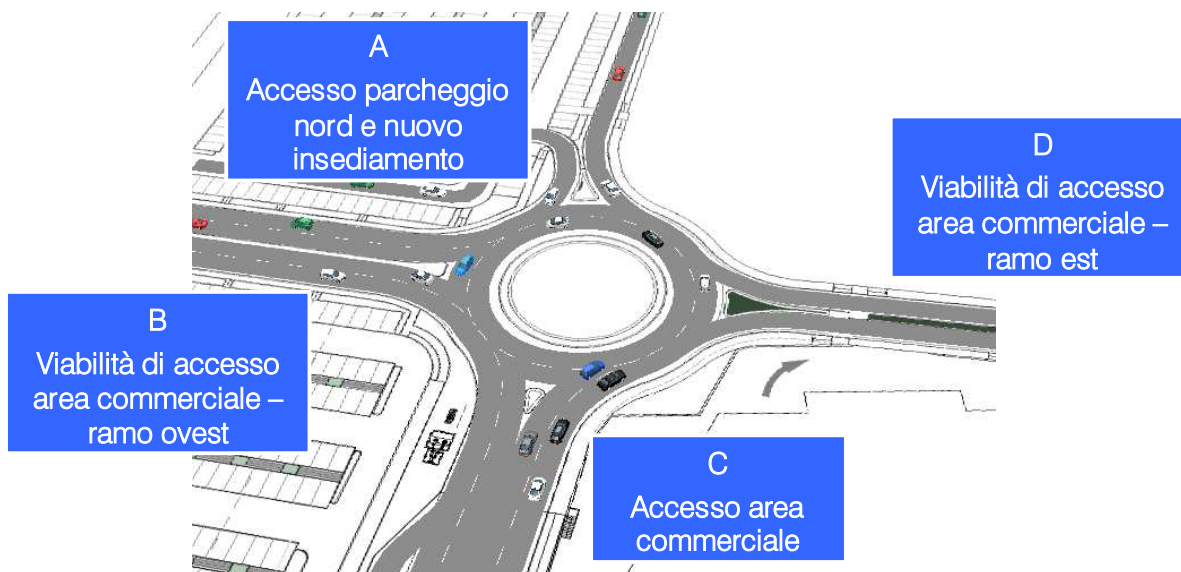 A
Accesso parcheggio
nord e nuovo
insediamento
D
Viabilità di accesso
area commerciale –
ramo est
B
Viabilità di accesso
area commerciale –
ramo ovest
C
Accesso area
commerciale